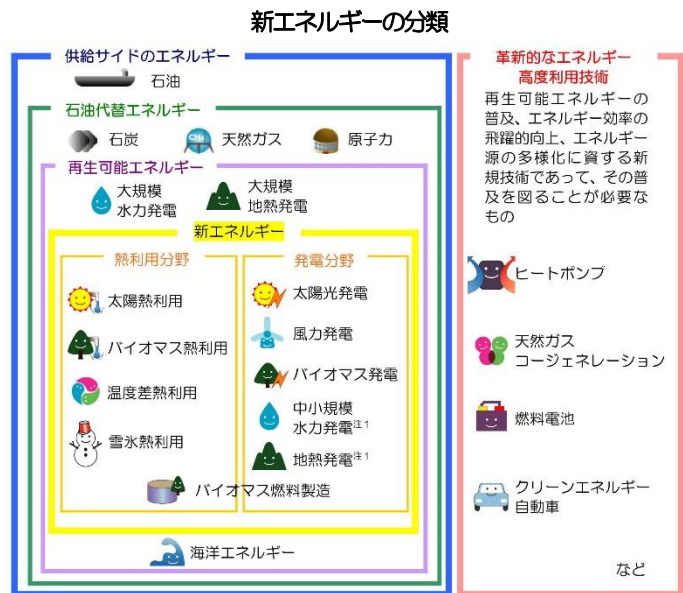 新エネルギーの分類
供給サイドのエネルギー
石油
石油代替エネルギー
石炭
天然ガス
原子力
再生可能エネルギー
大規模
水力発電
大規模
地熱発電
新エネルギー
熱利用分野
太陽熱利用
バイオマス熱利用
温度差熱利用
雪氷熱利用
発電分野
太陽光発電
風力発電
バイオマス発電
中小規模
水力発電注1
地熱発電注1
バイオマス燃料製造
海洋エネルギー
革新的なエネルギー
高度利用技術
再生可能エネルギーの
普及、エネルギー効率の
飛躍的向上、エネルギー
源の多様化に資する新
規技術であって、その普
及を図ることが必要な
もの
ヒートポンプ
天然ガス
コージェネレーション
燃料電池
クリーンエネルギー
自動車
など